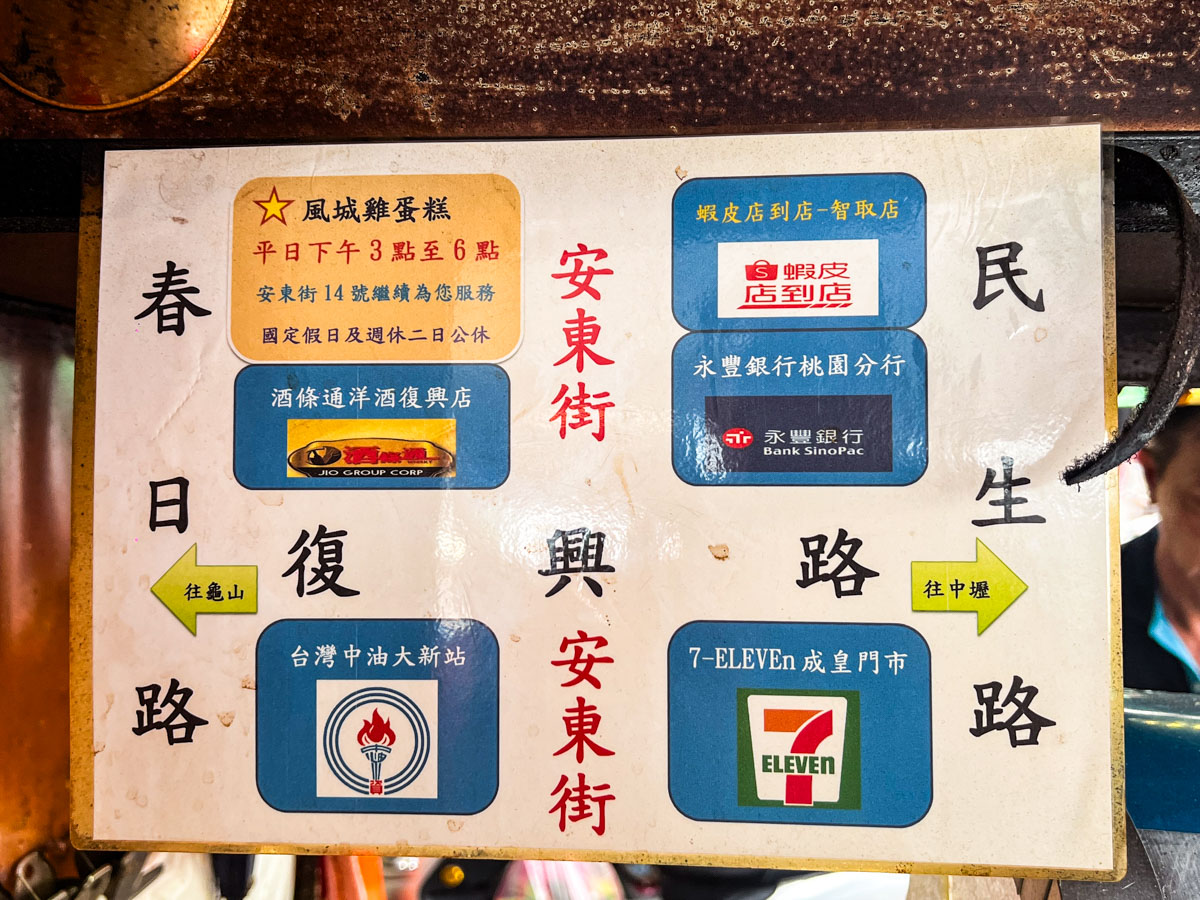 春日路
風城雞蛋糕
平日下午3點至6點
安東街14號繼續為您服務
國定假日及週休二日公休
酒條通洋酒復興店
酒條通
JIO GROUP CORP
安東街
蝦皮店到店-智取店
S 蝦皮
店到店
永豐銀行桃園分行
永豐銀行
Bank SinoPac
民生路
復興路
往龜山
往中壢
台灣中油大新站
安東街
7-ELEVEn成皇門市
7
ELEVEn